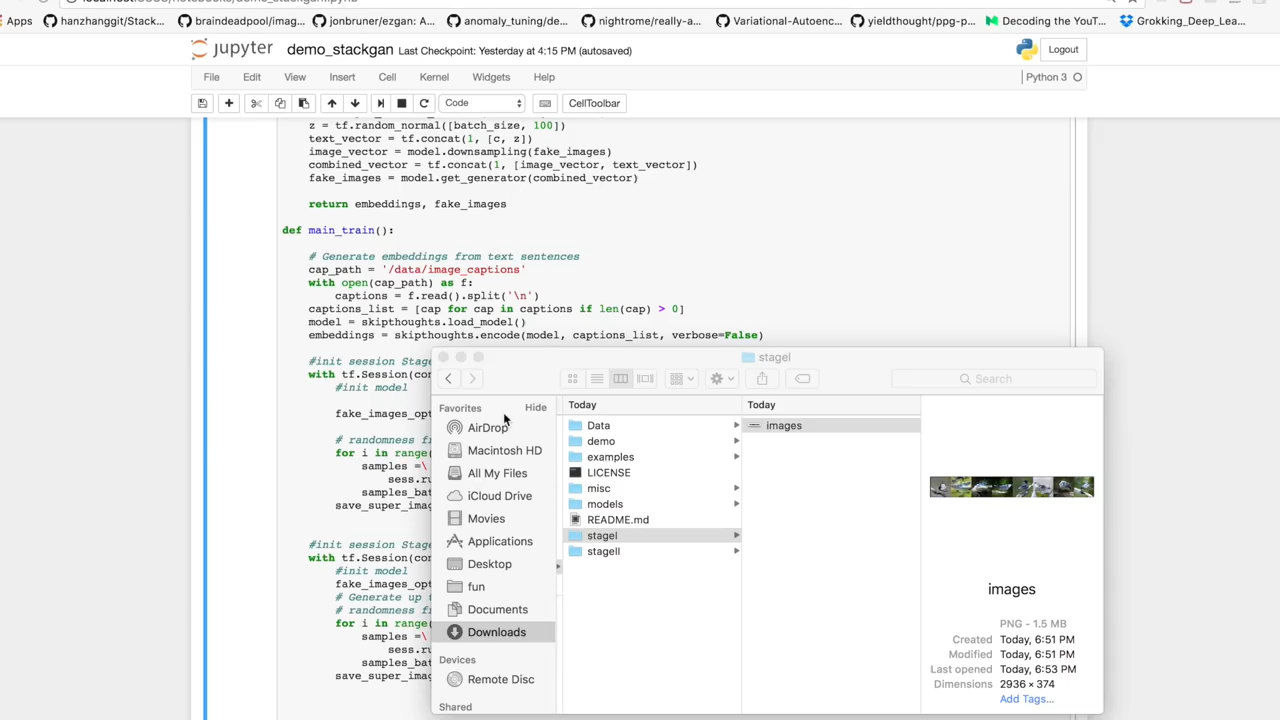 Apps hanzhanggit/Stack... braindeadpool/imag... jonbruner/ezgan: A... anomaly_tuning/de... nightrome/really-a... Variational-Autoenc... yieldthought/ppg-p... Decoding the YouT... Grokking_Deep_Lea...
jupyter demo_stackgan Last Checkpoint: Yesterday at 4:15 PM (autosaved) Logout
File Edit View Insert Cell Kernel Widgets Help Python 3
Code CellToolbar
z = tf.random_normal([batch_size, 100])
text_vector = tf.concat(1, [c, z])
image_vector = model.downsampling(fake_images)
combined_vector = tf.concat(1, [image_vector, text_vector])
fake_images = model.get_generator(combined_vector)
return embeddings, fake_images
def main_train():
# Generate embeddings from text sentences
cap_path = '/data/image_captions'
with open(cap_path) as f:
captions = f.read().split('\n')
captions_list = [cap for cap in captions if len(cap) > 0]
model = skipthoughts.load_model()
embeddings = skipthoughts.encode(model, captions_list, verbose=False)
#init session Stage
with tf.Session(con
#init model
fake_images_opt
# randomness fr
for i in range(
samples =\
sess.ru
samples_bat
save_super_imag
#init session Stage
with tf.Session(con
#init model
fake_images_opt
# Generate up t
# randomness fr
for i in range(
samples =\
sess.ru
samples_bat
save_super_imag
stageI
Search
Favorites Hide
AirDrop
Macintosh HD
All My Files
iCloud Drive
Movies
Applications
Desktop
fun
Documents
Downloads
Devices
Remote Disc
Shared
Today
Data
demo
examples
LICENSE
misc
models
README.md
stageI
stageII
Today
images
images
PNG - 1.5 MB
Created Today, 6:51 PM
Modified Today, 6:51 PM
Last opened Today, 6:53 PM
Dimensions 2936 × 374
Add Tags...